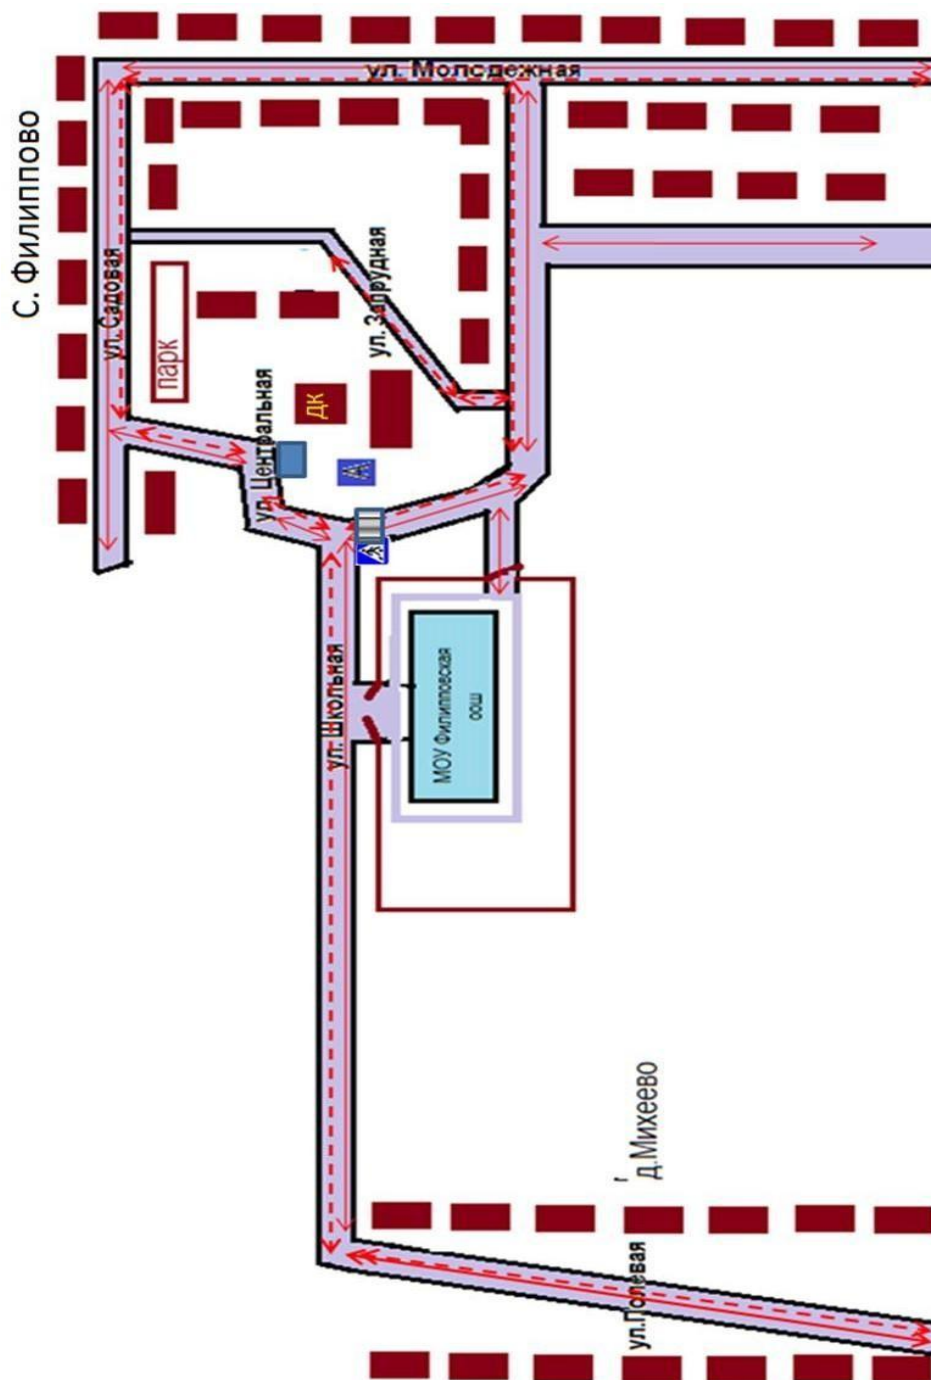 С. Филиппово
ул. Молодежная
ул. Садовая
парк
ул. Запрудная
ул. Центральная
ДК
А
ул. Школьная
МОУ Филипповская
оош
д.Михеево
ул.Полевая